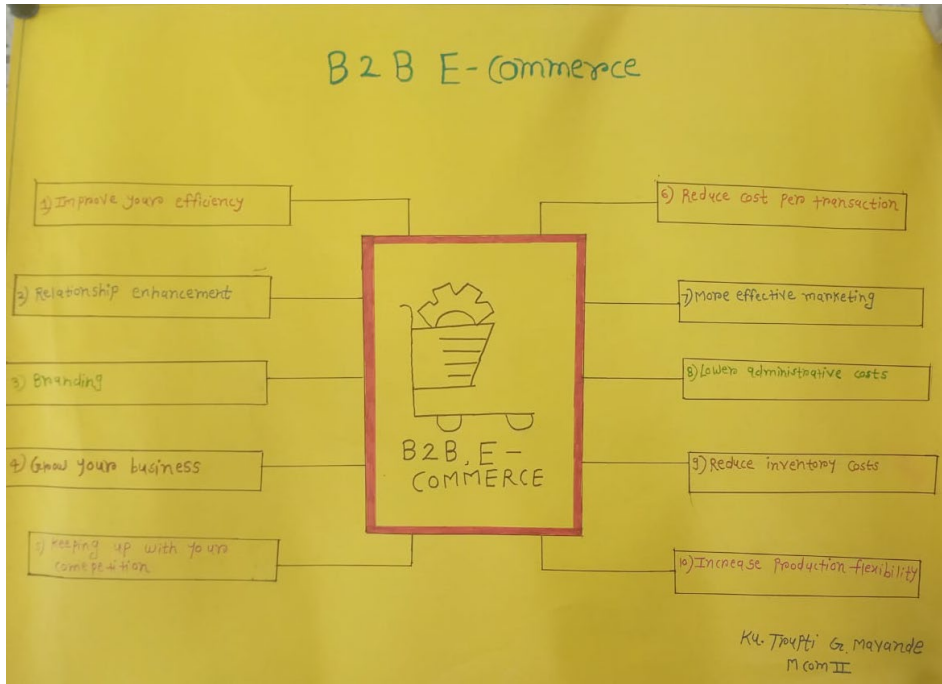 B2B E-Commerce
1) Improve your efficiency
2) Relationship enhancement
3) Branding
4) Grow your business
5) Keeping up with your
comepetition
6) Reduce cost per transaction
7) More effective marketing
8) Lower administrative costs
9) Reduce inventory costs
10) Increase production flexibility
B2B, E-
COMMERCE
Ku. Trupti G. Mavande
M com II